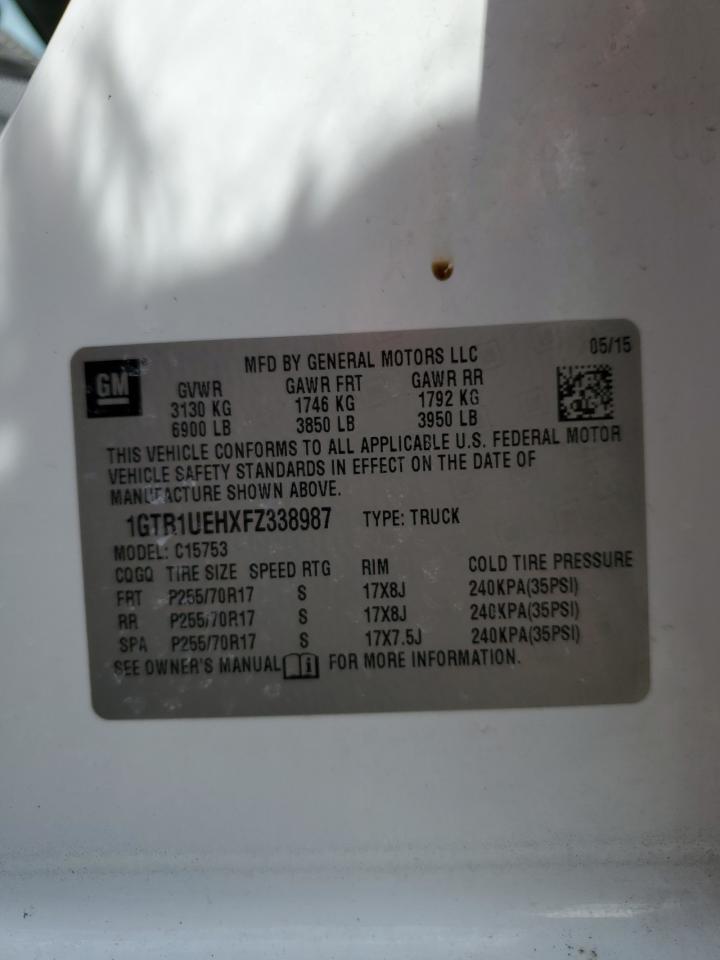 GM
MFD BY GENERAL MOTORS LLC 05/15
GVWR GAWR FRT GAWR RR
3130 KG 1746 KG 1792 KG
6900 LB 3850 LB 3950 LB
THIS VEHICLE CONFORMS TO ALL APPLICABLE U.S. FEDERAL MOTOR
VEHICLE SAFETY STANDARDS IN EFFECT ON THE DATE OF
MANUFACTURE SHOWN ABOVE.
1GTR1UEHXFZ338987 TYPE: TRUCK
MODEL: C15753
CQGQ TIRE SIZE SPEED RTG RIM COLD TIRE PRESSURE
FRT P255/70R17 S 17X8J 240KPA(35PSI)
RR P255/70R17 S 17X8J 240KPA(35PSI)
SPA P255/70R17 S 17X7.5J 240KPA(35PSI)
SEE OWNER'S MANUAL i FOR MORE INFORMATION.